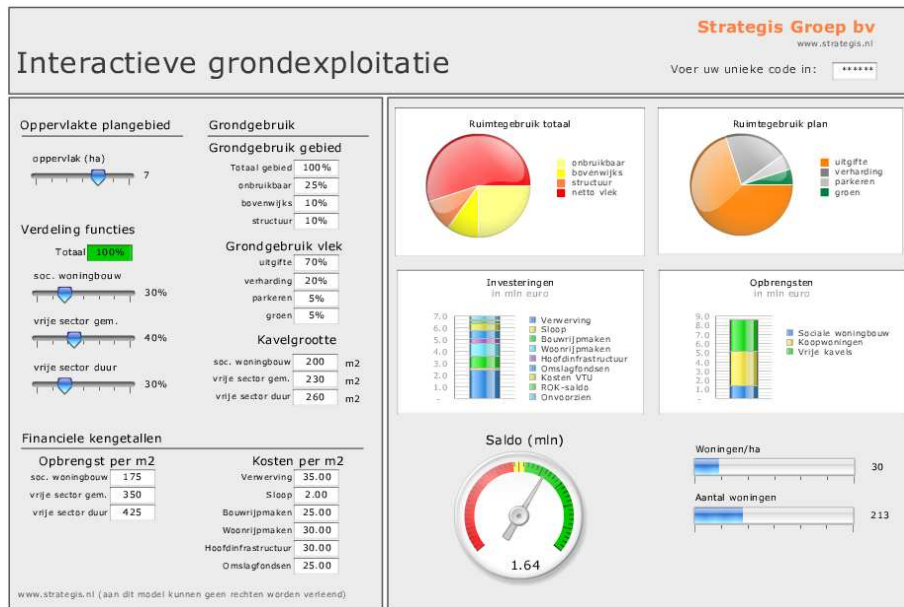 Strategis Groep bv
www.strategis.nl
Interactieve grondexploitatie
Voer uw unieke code in: ******
Oppervlakte plangebied
oppervlak (ha)
7
Verdeling functies
Totaal 100%
soc. woningbouw
30%
vrije sector gem.
40%
vrije sector duur
30%
Grondgebruik
Grondgebruik gebied
Totaal gebied 100%
onbruikbaar 25%
bovenwijks 10%
structuur 10%
Grondgebruik vlek
uitgifte 70%
verharding 20%
parkeren 5%
groen 5%
Kavelgrootte
soc. woningbouw 200 m2
vrije sector gem. 230 m2
vrije sector duur 260 m2
Financiele kengetallen
Opbrengst per m2
soc. woningbouw 175
vrije sector gem. 350
vrije sector duur 425
Kosten per m2
Verwerving 35.00
Sloop 2.00
Bouwrijpmaken 25.00
Woonrijpmaken 30.00
Hoofdinfrastructuur 30.00
Omslagfondsen 25.00
www.strategis.nl (aan dit model kunnen geen rechten worden verleend)
Ruimtegebruik totaal
onbruikbaar
bovenwijks
structuur
netto vlek
Ruimtegebruik plan
uitgifte
verharding
parkeren
groen
Investeringen
in mln euro
7.0
6.0
5.0
4.0
3.0
2.0
1.0
-
Verwerving
Sloop
Bouwrijpmaken
Woonrijpmaken
Hoofdinfrastructuur
Omslagfondsen
Kosten VTU
ROK-saldo
Onvoorzien
Opbrengsten
in mln euro
9.0
8.0
7.0
6.0
5.0
4.0
3.0
2.0
1.0
-
Sociale woningbouw
Koopwoningen
Vrije kavels
Saldo (mln)
1.64
Woningen/ha
30
Aantal woningen
213